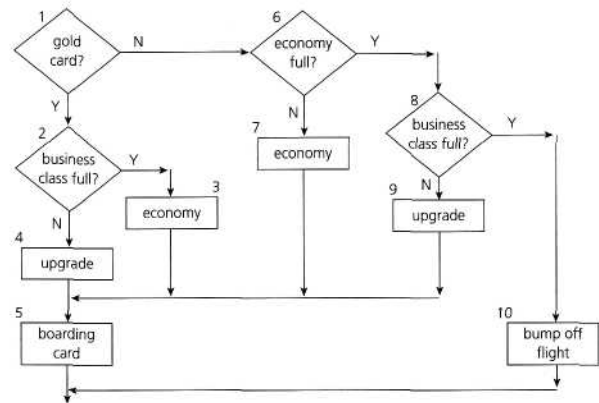 1
gold
card?
N
6
economy
full?
Y
Y
2
business
class full?
Y
N
7
economy
8
business
class full?
Y
3
economy
N
9
upgrade
N
4
upgrade
5
boarding
card
10
bump off
flight